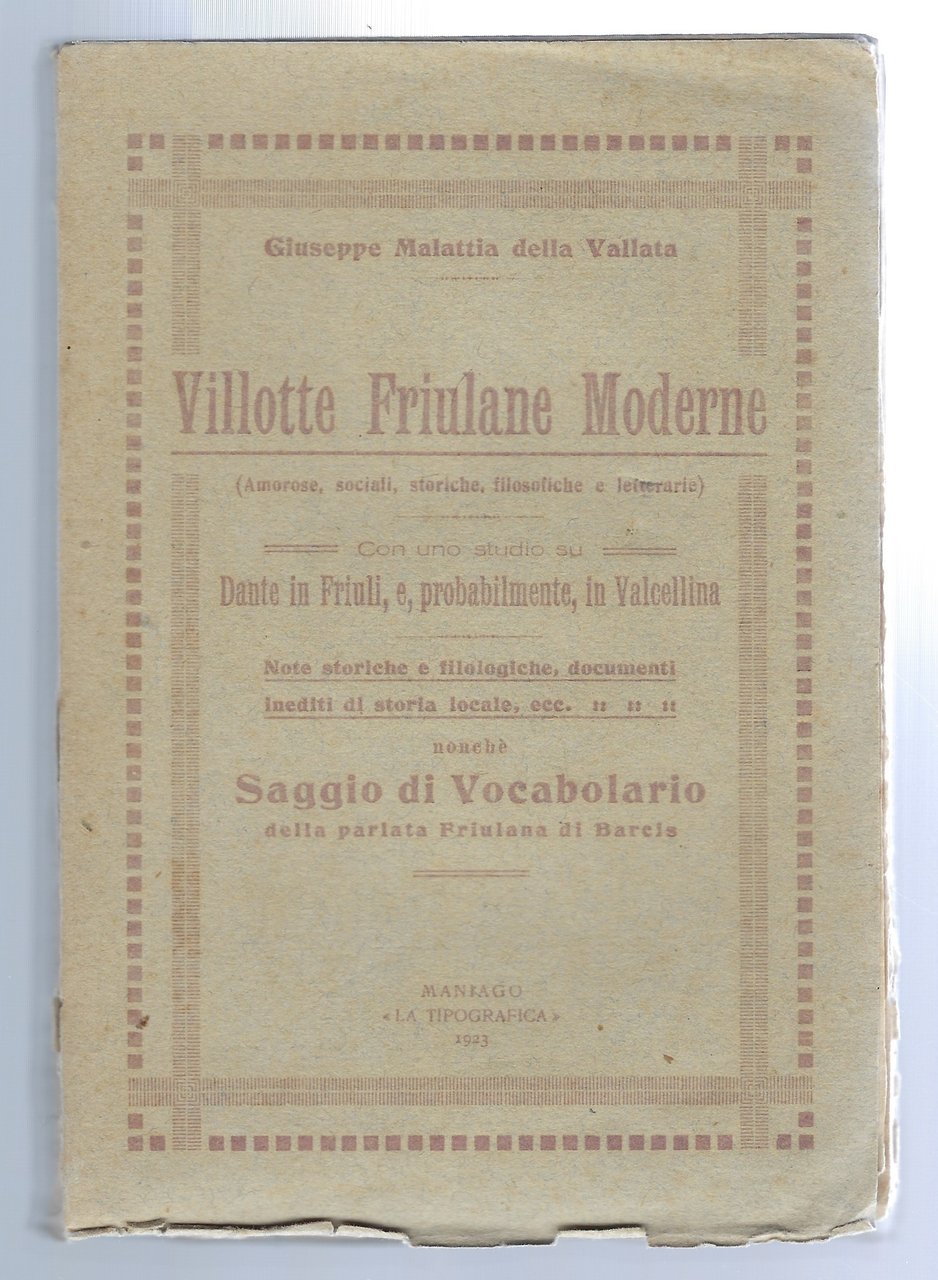 Giuseppe Malattia della Vallata
Villotte Friulane Moderne
(Amorose, sociali, storiche, filosofiche e letterarie)
Con uno studio su
Dante in Friuli, e, probabilmente, in Valcellina
Note storiche e filologiche, documenti
inediti di storia locale, ecc. :: :: ::
nonchè
Saggio di Vocabolario
della parlata Friulana di Barcis
MANIAGO
«LA TIPOGRAFICA»
1923